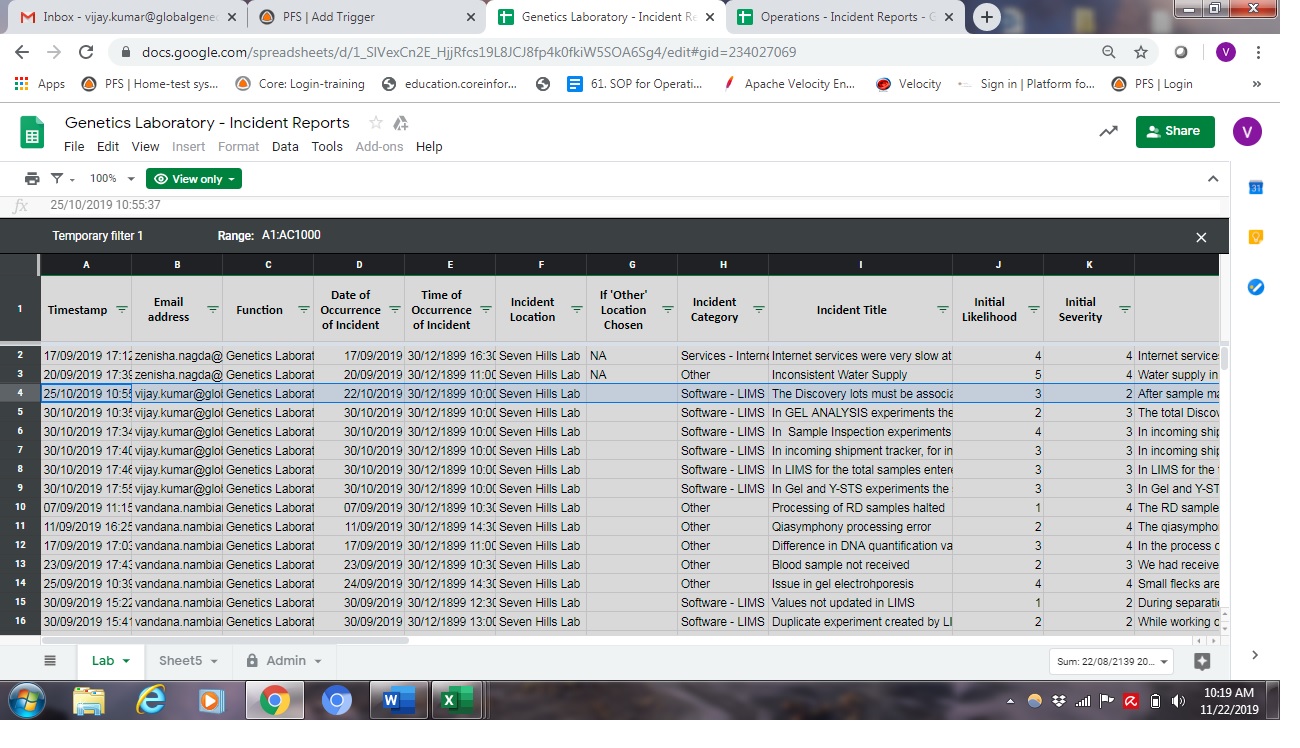 Inbox - vijay.kumar@globalgene
PFS | Add Trigger
Genetics Laboratory - Incident Re
Operations - Incident Reports - G
docs.google.com/spreadsheets/d/1_SIVexCn2E_HjjRfcs19L8JCJ8fp4k0fkiW5SOA6Sg4/edit#gid=234027069
V
Apps PFS | Home-test sys... Core: Login-training education.coreinfor... 61. SOP for Operati... Apache Velocity En... Velocity Sign in | Platform fo... PFS | Login »
Genetics Laboratory - Incident Reports
Share
V
File Edit View Insert Format Data Tools Add-ons Help
100% View only
fx 25/10/2019 10:55:37
31
Temporary filter 1 Range: A1:AC1000
A B C D E F G H I J K
1 Timestamp Email address Function Date of Occurrence of Incident Time of Occurrence of Incident Incident Location If 'Other' Location Chosen Incident Category Incident Title Initial Likelihood Initial Severity
2 17/09/2019 17:12 zenisha.nagda@ Genetics Laborat 17/09/2019 30/12/1899 16:30 Seven Hills Lab NA Services - Interne Internet services were very slow at 4 4 Internet service
3 20/09/2019 17:39 zenisha.nagda@ Genetics Laborat 20/09/2019 30/12/1899 11:00 Seven Hills Lab NA Other Inconsistent Water Supply 5 4 Water supply in
4 25/10/2019 10:55 vijay.kumar@glo Genetics Laborat 22/10/2019 30/12/1899 10:00 Seven Hills Lab Software - LIMS The Discovery lots must be associa 3 2 After sample ma
5 30/10/2019 10:35 vijay.kumar@glo Genetics Laborat 30/10/2019 30/12/1899 10:00 Seven Hills Lab Software - LIMS In GEL ANALYSIS experiments the 2 3 The total Discov
6 30/10/2019 17:34 vijay.kumar@glo Genetics Laborat 30/10/2019 30/12/1899 10:00 Seven Hills Lab Software - LIMS In Sample Inspection experiments 4 3 In incoming ship
7 30/10/2019 17:40 vijay.kumar@glo Genetics Laborat 30/10/2019 30/12/1899 10:00 Seven Hills Lab Software - LIMS In incoming shipment tracker, for in 3 3 In incoming ship
8 30/10/2019 17:46 vijay.kumar@glo Genetics Laborat 30/10/2019 30/12/1899 10:00 Seven Hills Lab Software - LIMS In LIMS for the total samples entere 3 3 In LIMS for the
9 30/10/2019 17:55 vijay.kumar@glo Genetics Laborat 30/10/2019 30/12/1899 10:00 Seven Hills Lab Software - LIMS In Gel and Y-STS experiments the 3 3 In Gel and Y-ST
10 07/09/2019 11:15 vandana.nambia Genetics Laborat 07/09/2019 30/12/1899 10:30 Seven Hills Lab Other Processing of RD samples halted 1 4 The RD sample
11 11/09/2019 16:25 vandana.nambia Genetics Laborat 11/09/2019 30/12/1899 14:30 Seven Hills Lab Other Qiasymphony processing error 2 4 The qiasympho
12 17/09/2019 17:03 vandana.nambia Genetics Laborat 17/09/2019 30/12/1899 11:00 Seven Hills Lab Other Difference in DNA quantification va 3 4 In the process o
13 23/09/2019 17:43 vandana.nambia Genetics Laborat 23/09/2019 30/12/1899 10:30 Seven Hills Lab Other Blood sample not received 2 3 We had receive
14 25/09/2019 10:39 vandana.nambia Genetics Laborat 24/09/2019 30/12/1899 14:30 Seven Hills Lab Other Issue in gel electrohporesis 4 4 Small flecks are
15 30/09/2019 15:22 vandana.nambia Genetics Laborat 30/09/2019 30/12/1899 12:30 Seven Hills Lab Software - LIMS Values not updated in LIMS 1 2 During separati
16 30/09/2019 15:41 vandana.nambia Genetics Laborat 30/09/2019 30/12/1899 13:00 Seven Hills Lab Software - LIMS Duplicate experiment created by LI 2 2 While working o
Lab Sheet5 Admin Sum: 22/08/2139 20...
10:19 AM
11/22/2019